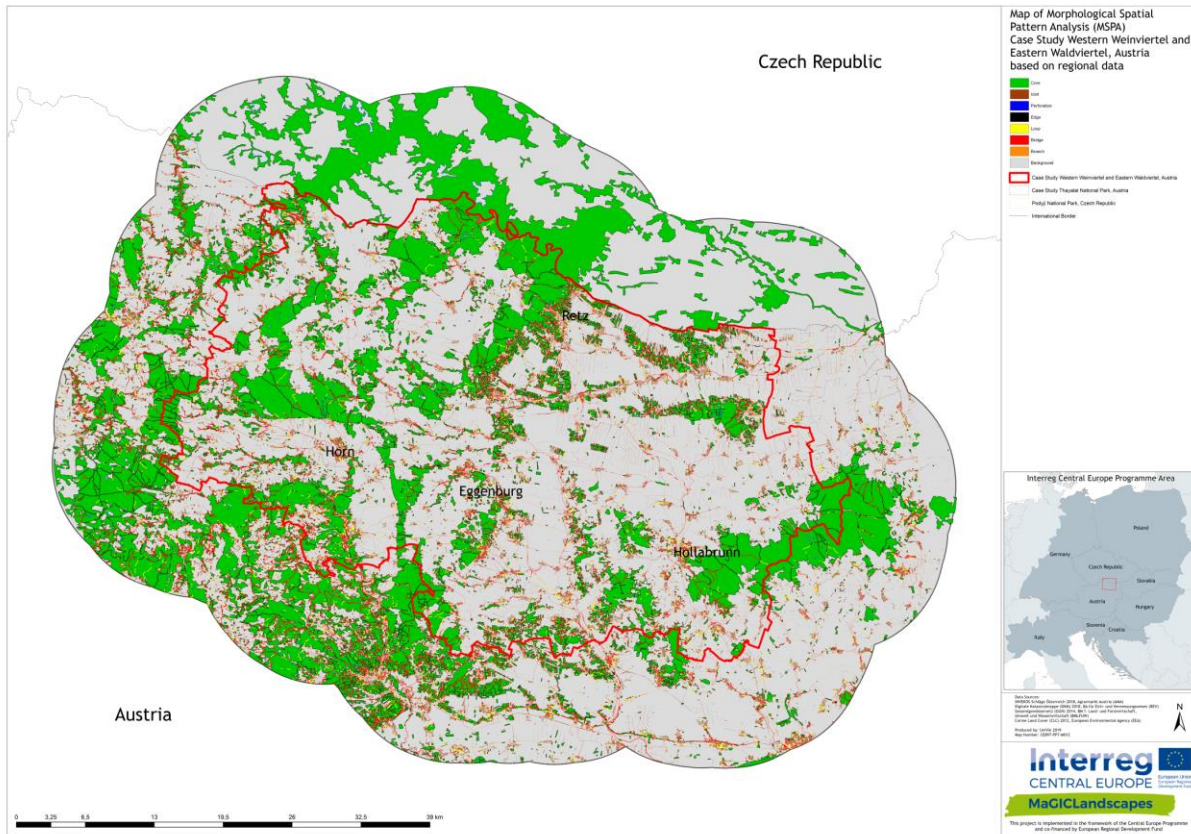 Map of Morphological Spatial
Pattern Analysis (MSPA)
Case Study Western Weinviertel and
Eastern Waldviertel, Austria
based on regional data
Core
Islet
Perforation
Edge
Loop
Bridge
Branch
Background
Case Study Western Weinviertel and Eastern Waldviertel, Austria
Case Study Thayatal National Park, Austria
Podyjí National Park, Czech Republic
International Border
Czech Republic
Retz
Horn
Eggenburg
Hollabrunn
Austria
0 3,25 6,5 13 19,5 26 32,5 39 km
Interreg Central Europe Programme Area
Poland
Germany
Czech Republic
Slovakia
Austria
Hungary
Slovenia
Croatia
Italy
Data Sources:
Corine Land Cover (CLC) 2012, European Environmental Agency (EEA)
N
Interreg
CENTRAL EUROPE
European Union
European Regional
Development Fund
MaGICLandscapes
This project is implemented in the framework of the Central Europe Programme
and co-financed by European Regional Development Fund